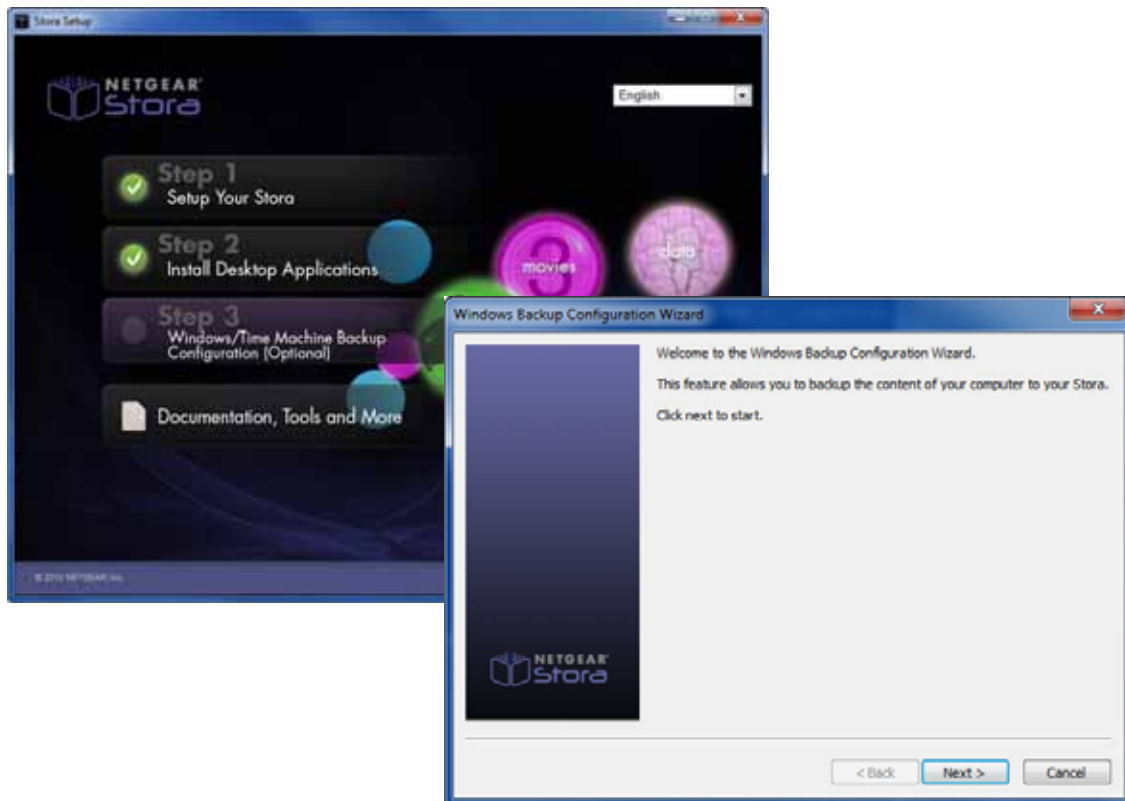 Stora Setup
NETGEAR®
Stora
English
Step 1
Setup Your Stora
Step 2
Install Desktop Applications
Step 3
Windows/Time Machine Backup
Configuration (Optional)
Documentation, Tools and More
movies
data
© 2010 NETGEAR, Inc.
Windows Backup Configuration Wizard
Welcome to the Windows Backup Configuration Wizard.
This feature allows you to backup the content of your computer to your Stora.
Click next to start.
NETGEAR®
Stora
< Back
Next >
Cancel